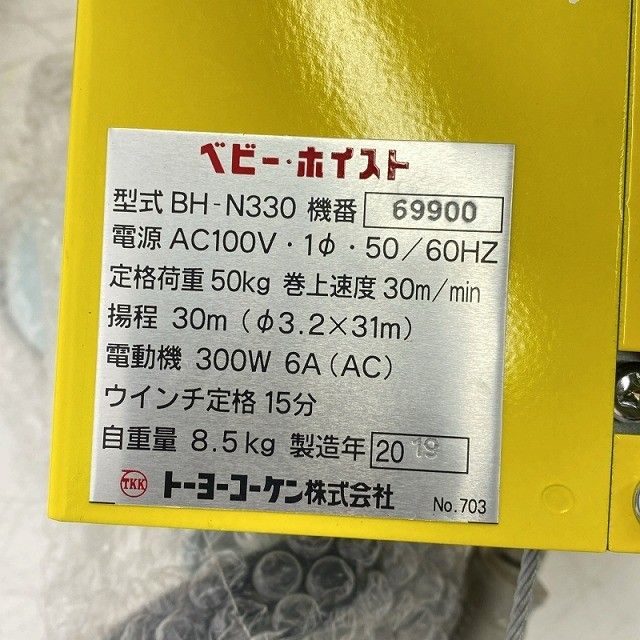 ベビー・ホイスト
型式 BH-N330 機番 69900
電源 AC100V・1φ・50／60HZ
定格荷重 50kg 巻上速度 30m/min
揚程 30m (φ3.2×31m)
電動機 300W 6A(AC)
ウインチ定格 15分
自重量 8.5kg 製造年 2019
TKK トーヨーコーケン株式会社 No.703